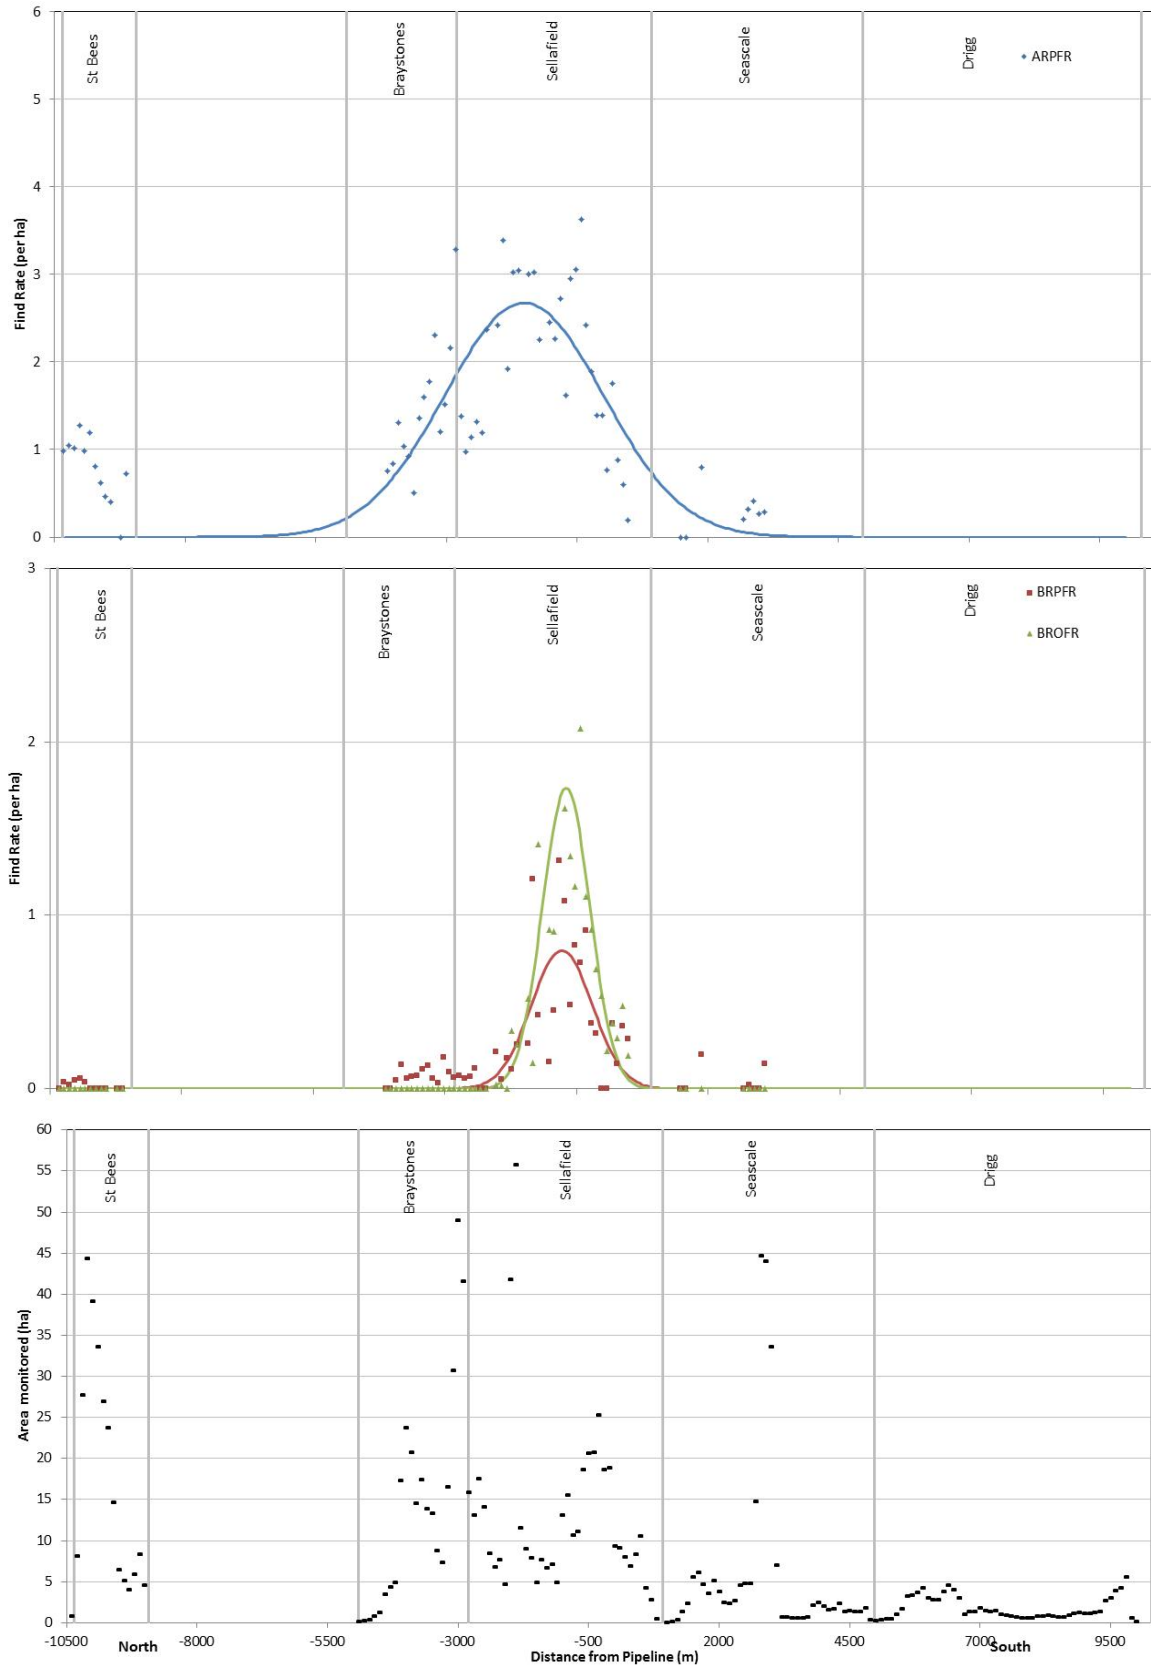 6
5
4
3
2
1
0
Find Rate (per ha)
St Bees
Braystones
Sellafield
Seascale
Drigg
ARPFR
3
2
1
0
Find Rate (per ha)
St Bees
Braystones
Sellafield
Seascale
Drigg
BRPFR
BROFR
60
55
50
45
40
35
30
25
20
15
10
5
0
Area monitored (ha)
St Bees
Braystones
Sellafield
Seascale
Drigg
-10500 -8000 -5500 -3000 -500 2000 4500 7000 9500
North South
Distance from Pipeline (m)